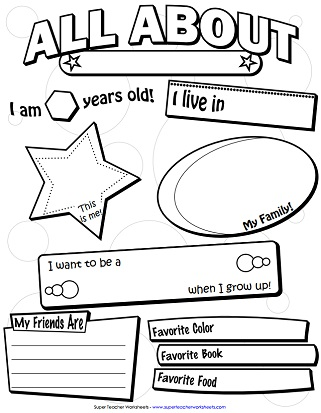 ALL ABOUT
I am years old!
I live in
This is me!
My Family!
I want to be a
when I grow up!
My Friends Are
Favorite Color
Favorite Book
Favorite Food
Super Teacher Worksheets - www.superteacherworksheets.com